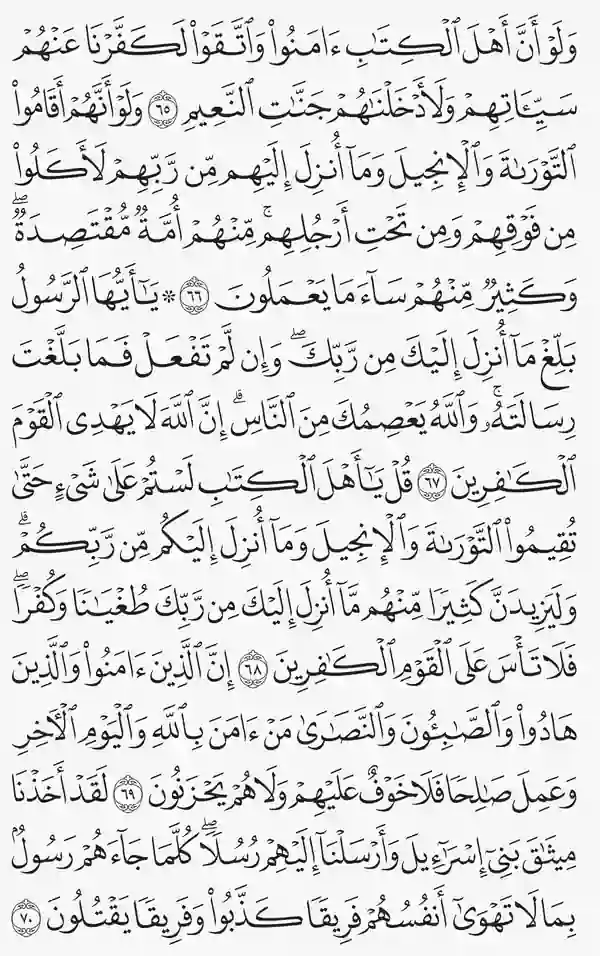 وَلَوۡ أَنَّ أَهۡلَ ٱلۡكِتَٰبِ ءَامَنُواْ وَٱتَّقَوۡاْ لَكَفَّرۡنَا عَنۡهُمۡ
سَيِّـَٔاتِهِمۡ وَلَأَدۡخَلۡنَٰهُمۡ جَنَّٰتِ ٱلنَّعِيمِ ٦٥ وَلَوۡ أَنَّهُمۡ أَقَامُواْ
ٱلتَّوۡرَىٰةَ وَٱلۡإِنجِيلَ وَمَآ أُنزِلَ إِلَيۡهِم مِّن رَّبِّهِمۡ لَأَكَلُواْ
مِن فَوۡقِهِمۡ وَمِن تَحۡتِ أَرۡجُلِهِمۚ مِّنۡهُمۡ أُمَّةٞ مُّقۡتَصِدَةٞۖ
وَكَثِيرٞ مِّنۡهُمۡ سَآءَ مَا يَعۡمَلُونَ ٦٦ ۞ يَٰٓأَيُّهَا ٱلرَّسُولُ
بَلِّغۡ مَآ أُنزِلَ إِلَيۡكَ مِن رَّبِّكَۖ وَإِن لَّمۡ تَفۡعَلۡ فَمَا بَلَّغۡتَ
رِسَالَتَهُۥۚ وَٱللَّهُ يَعۡصِمُكَ مِنَ ٱلنَّاسِۗ إِنَّ ٱللَّهَ لَا يَهۡدِي ٱلۡقَوۡمَ
ٱلۡكَٰفِرِينَ ٦٧ قُلۡ يَٰٓأَهۡلَ ٱلۡكِتَٰبِ لَسۡتُمۡ عَلَىٰ شَيۡءٍ حَتَّىٰ
تُقِيمُواْ ٱلتَّوۡرَىٰةَ وَٱلۡإِنجِيلَ وَمَآ أُنزِلَ إِلَيۡكُم مِّن رَّبِّكُمۡۗ
وَلَيَزِيدَنَّ كَثِيرٗا مِّنۡهُم مَّآ أُنزِلَ إِلَيۡكَ مِن رَّبِّكَ طُغۡيَٰنٗا وَكُفۡرٗاۖ
فَلَا تَأۡسَ عَلَى ٱلۡقَوۡمِ ٱلۡكَٰفِرِينَ ٦٨ إِنَّ ٱلَّذِينَ ءَامَنُواْ وَٱلَّذِينَ
هَادُواْ وَٱلصَّٰبِـُٔونَ وَٱلنَّصَٰرَىٰ مَنۡ ءَامَنَ بِٱللَّهِ وَٱلۡيَوۡمِ ٱلۡأٓخِرِ
وَعَمِلَ صَٰلِحٗا فَلَا خَوۡفٌ عَلَيۡهِمۡ وَلَا هُمۡ يَحۡزَنُونَ ٦٩ لَقَدۡ أَخَذۡنَا
مِيثَٰقَ بَنِيٓ إِسۡرَٰٓءِيلَ وَأَرۡسَلۡنَآ إِلَيۡهِمۡ رُسُلٗاۖ كُلَّمَا جَآءَهُمۡ رَسُولُۢ
بِمَا لَا تَهۡوَىٰٓ أَنفُسُهُمۡ فَرِيقٗا كَذَّبُواْ وَفَرِيقٗا يَقۡتُلُونَ ٧٠